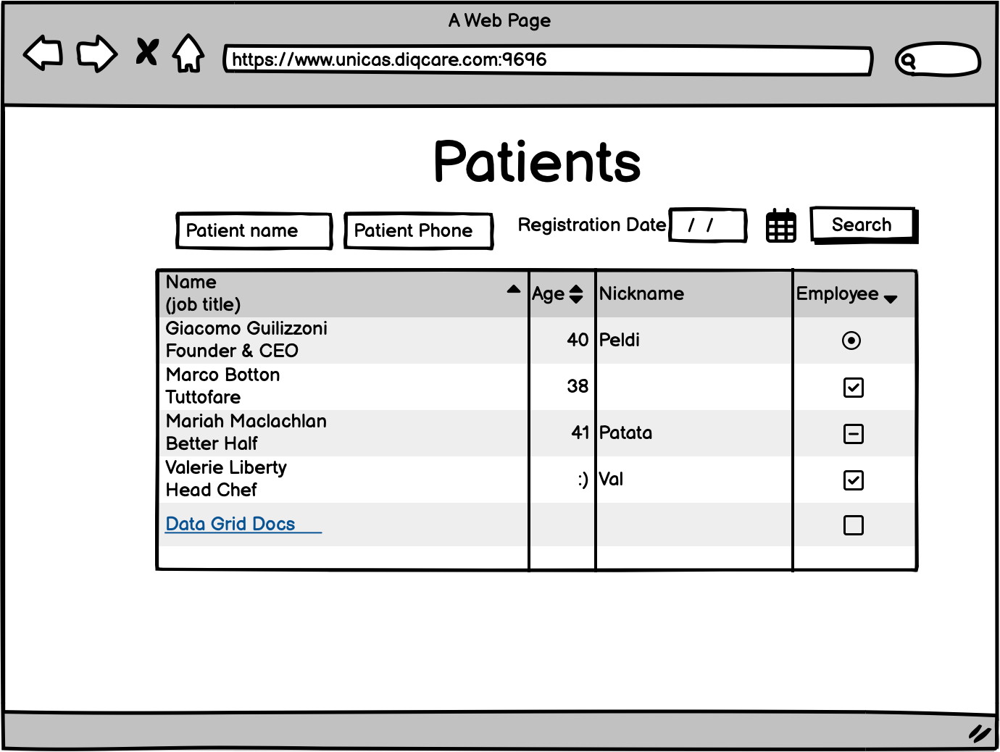 A Web Page
https://www.unicas.diqcare.com:9696
Patients
Patient name
Patient Phone
Registration Date
/ /
Search
Name
(job title)
Age
Nickname
Employee
Giacomo Guilizzoni
Founder & CEO
40
Peldi
Marco Botton
Tuttofare
38
Mariah Maclachlan
Better Half
41
Patata
Valerie Liberty
Head Chef
:)
Val
Data Grid Docs